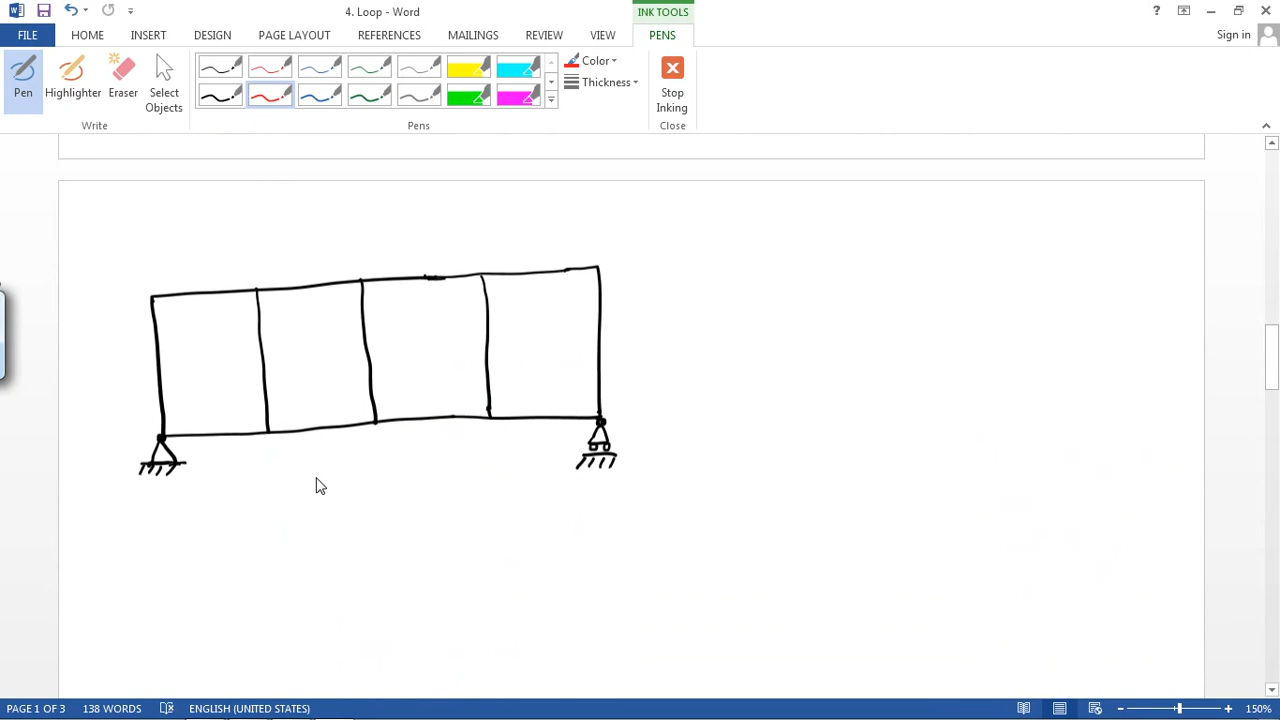 4. Loop - Word
INK TOOLS
?
FILE HOME INSERT DESIGN PAGE LAYOUT REFERENCES MAILINGS REVIEW VIEW PENS Sign in
Pen Highlighter Eraser Select Objects
Color
Thickness
Stop Inking
Write Pens Close
PAGE 1 OF 3 138 WORDS ENGLISH (UNITED STATES) 150%